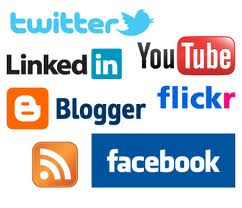 twitter
Linked in
YouTube
Blogger
flickr
facebook